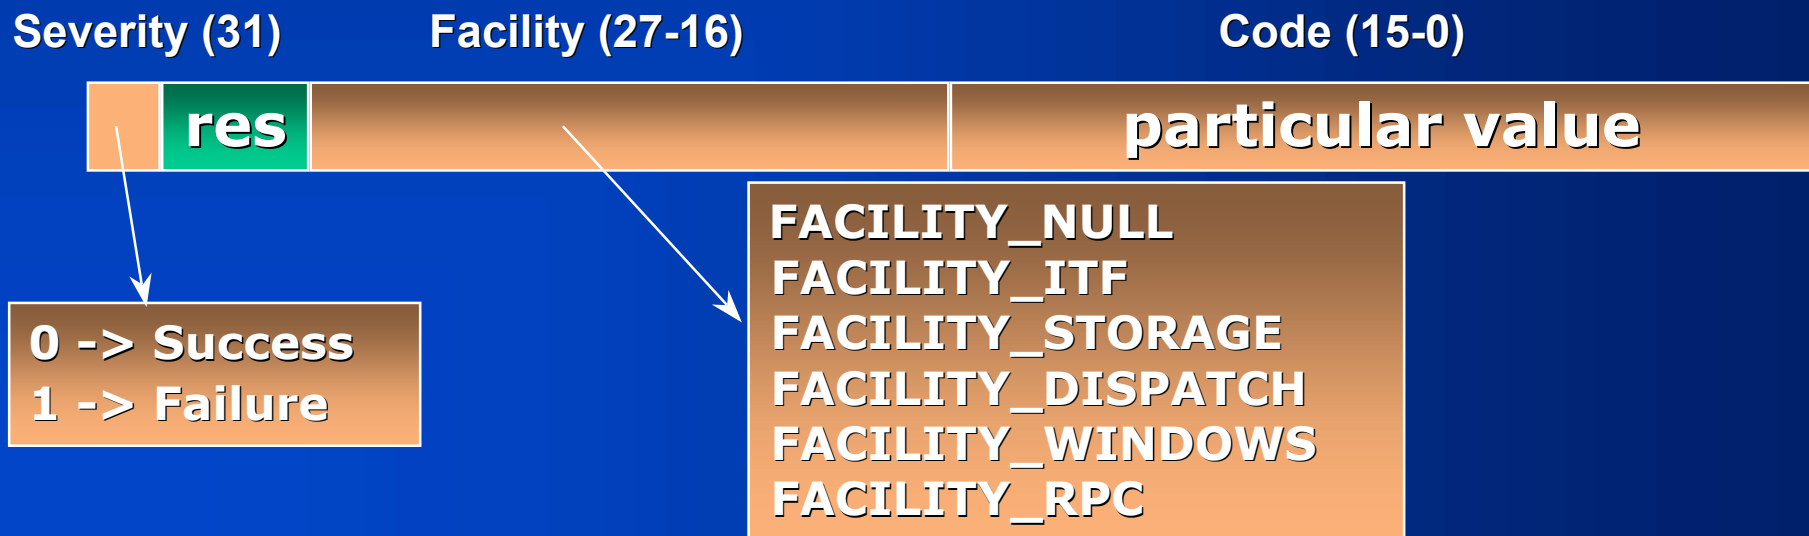 Severity (31) Facility (27-16) Code (15-0)
res particular value
0 -> Success
1 -> Failure
FACILITY_NULL
FACILITY_ITF
FACILITY_STORAGE
FACILITY_DISPATCH
FACILITY_WINDOWS
FACILITY_RPC